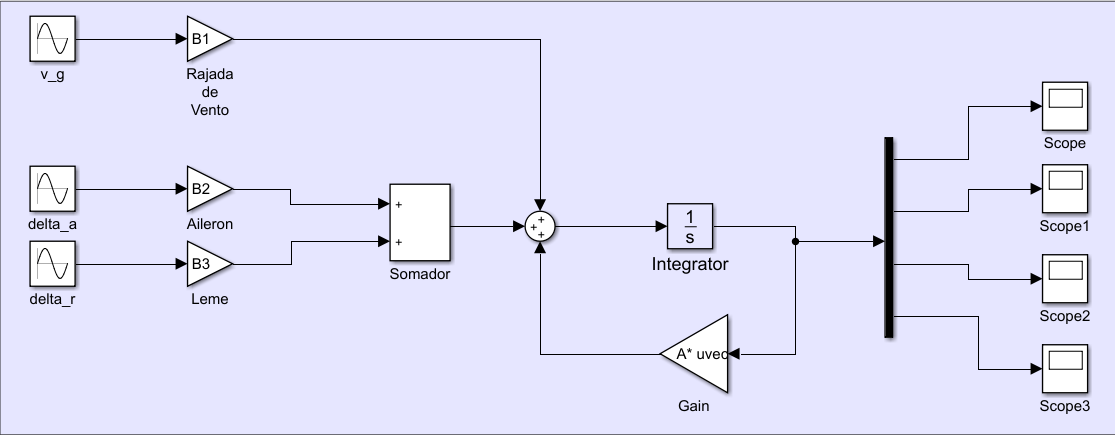 v_g
B1
Rajada
de
Vento
delta_a
B2
Aileron
delta_r
B3
Leme
+
+
Somador
+
+
+
1
s
Integrator
A* uvec
Gain
Scope
Scope1
Scope2
Scope3